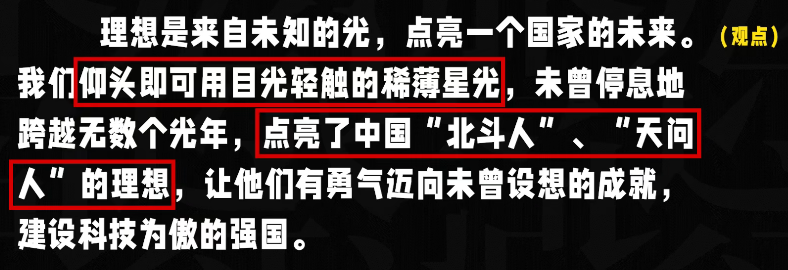 理想是来自未知的光，点亮一个国家的未来。（观点）
我们仰头即可用目光轻触的稀薄星光，未曾停息地
跨越无数个光年，点亮了中国“北斗人”、“天问
人”的理想，让他们有勇气迈向未曾设想的成就，
建设科技为傲的强国。